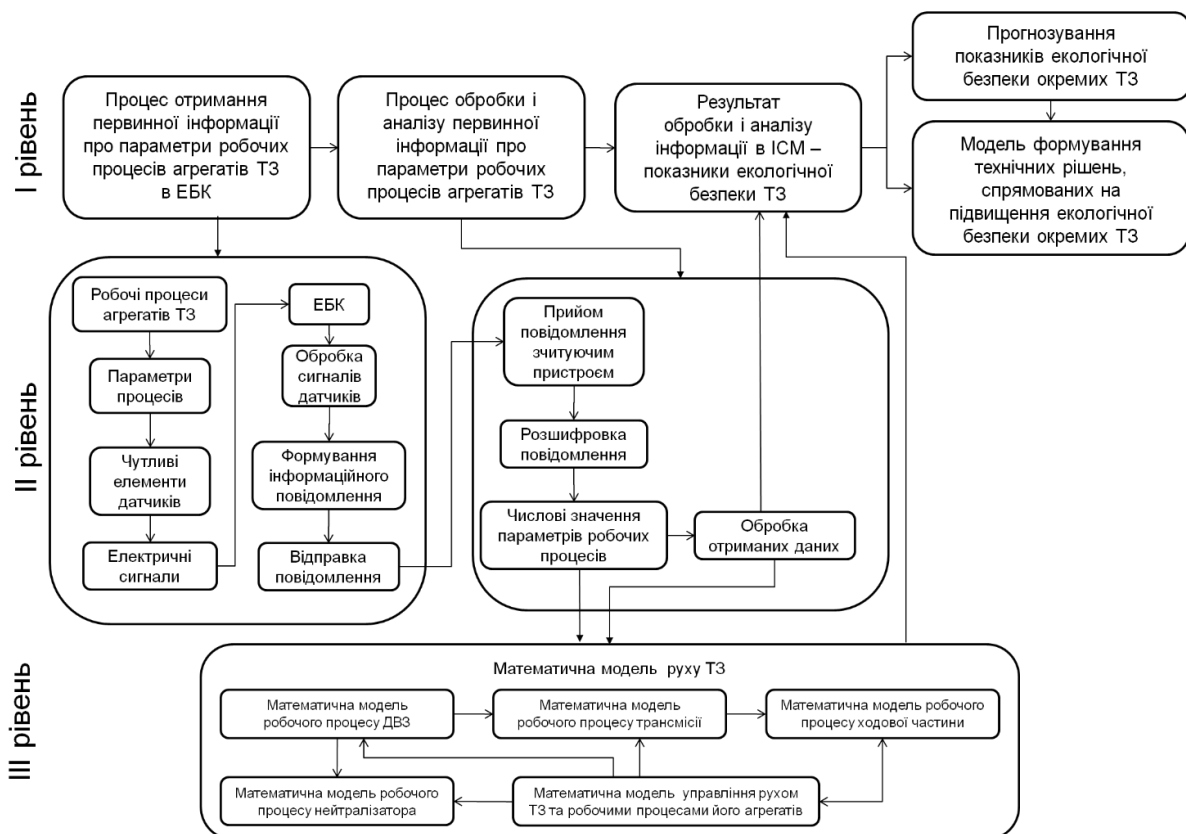 I рівень
Процес отримання
первинної інформації
про параметри робочих
процесів агрегатів ТЗ
в ЕБК
Процес обробки і
аналізу первинної
інформації про
параметри робочих
процесів агрегатів ТЗ
Результат
обробки і аналізу
інформації в ІСМ –
показники екологічної
безпеки ТЗ
Прогнозування
показників екологічної
безпеки окремих ТЗ
Модель формування
технічних рішень,
спрямованих на
підвищення екологічної
безпеки окремих ТЗ
II рівень
Робочі процеси
агрегатів ТЗ
Параметри
процесів
Чутливі
елементи
датчиків
Електричні
сигнали
ЕБК
Обробка
сигналів
датчиків
Формування
інформаційного
повідомлення
Відправка
повідомлення
Прийом
повідомлення
зчитуючим
пристроєм
Розшифровка
повідомлення
Числові значення
параметрів робочих
процесів
Обробка
отриманих даних
III рівень
Математична модель руху ТЗ
Математична модель
робочого процесу ДВЗ
Математична модель
робочого процесу трансмісії
Математична модель робочого
процесу ходової частини
Математична модель робочого
процесу нейтралізатора
Математична модель управління рухом
ТЗ та робочими процесами його агрегатів